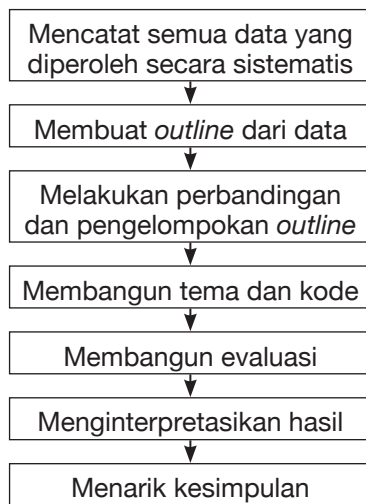 Mencatat semua data yang
diperoleh secara sistematis
Membuat outline dari data
Melakukan perbandingan
dan pengelompokan outline
Membangun tema dan kode
Membangun evaluasi
Menginterpretasikan hasil
Menarik kesimpulan